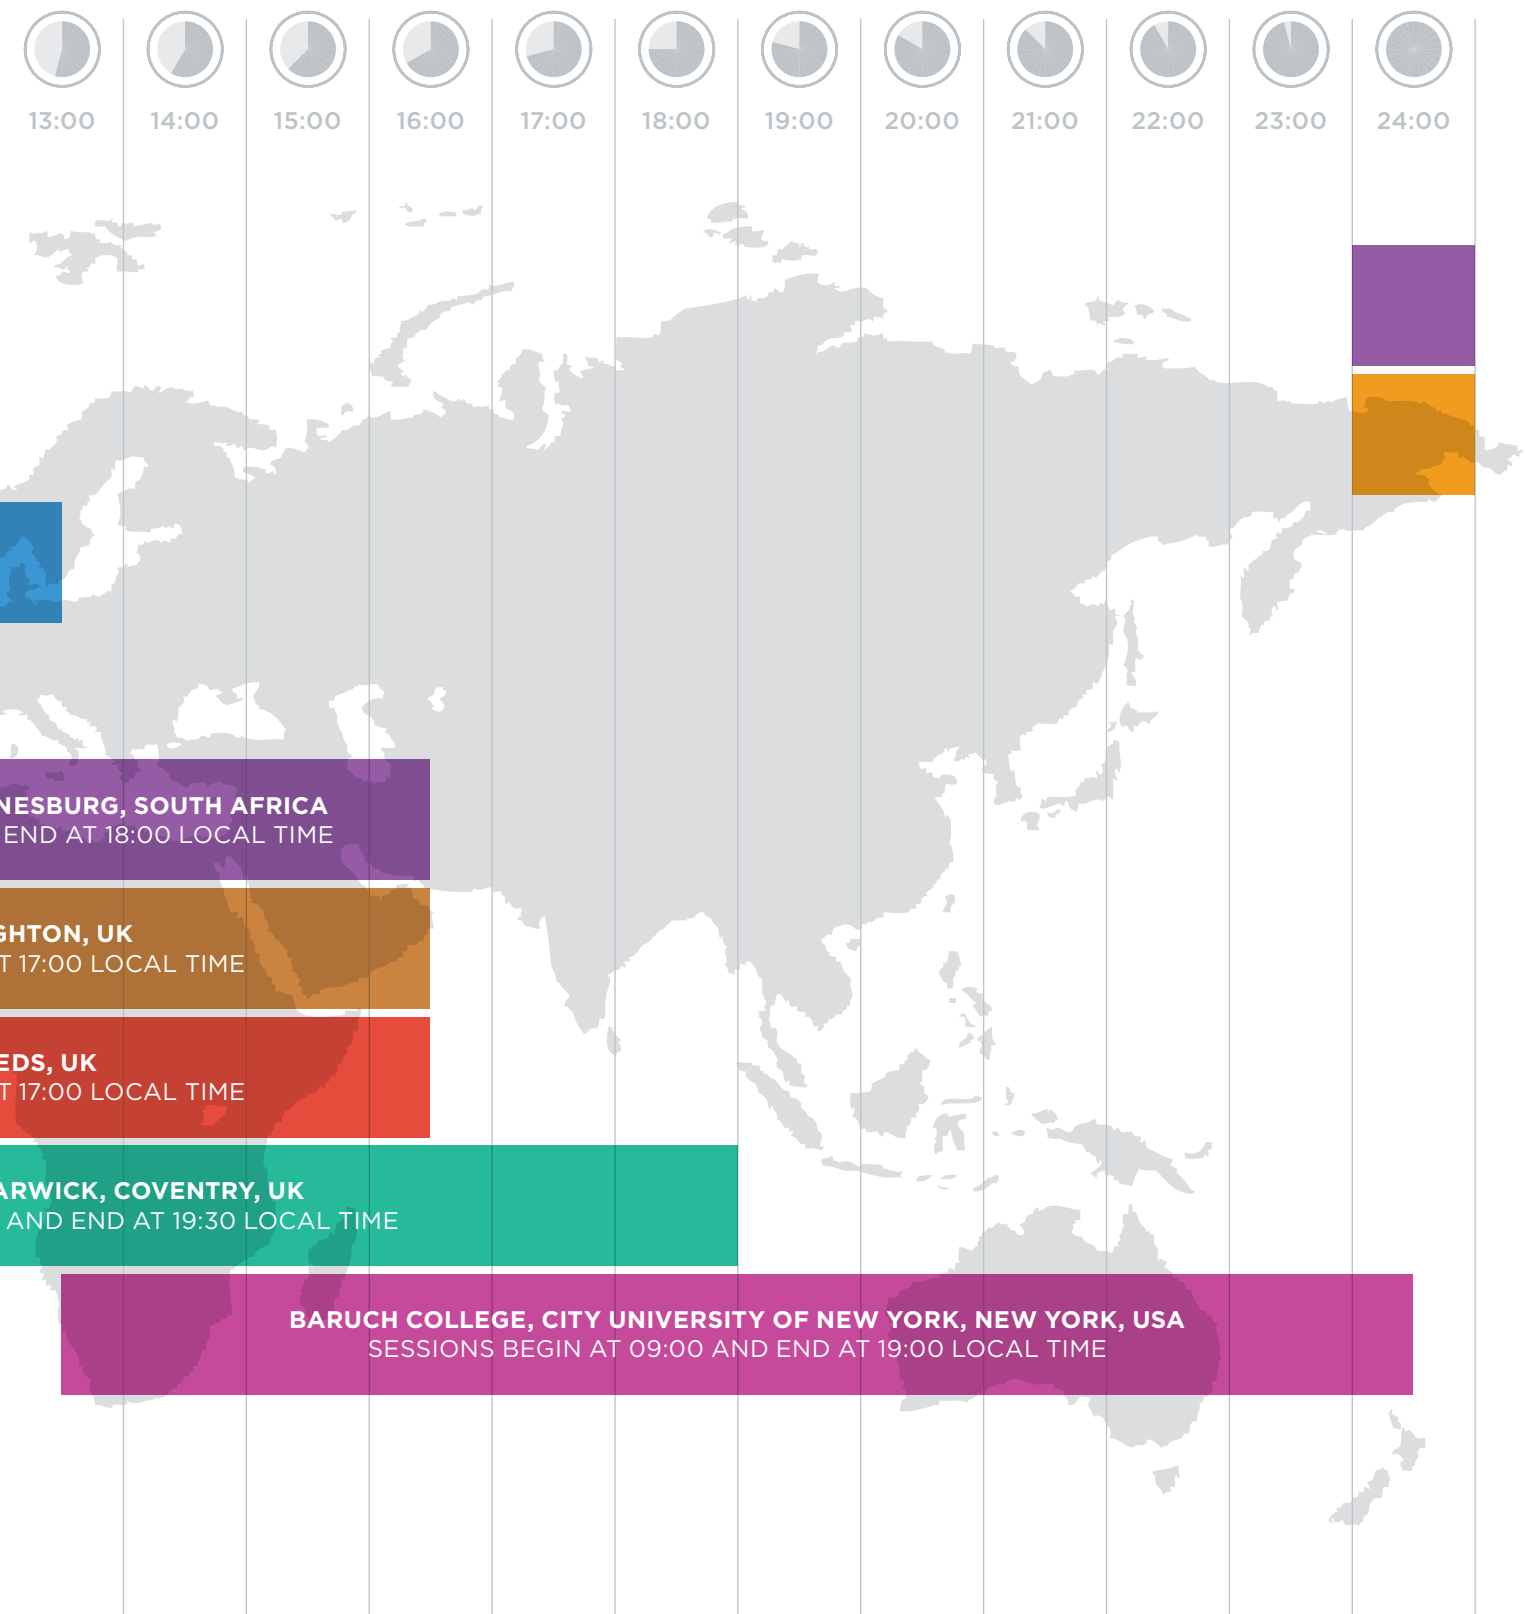 13:00 14:00 15:00 16:00 17:00 18:00 19:00 20:00 21:00 22:00 23:00 24:00
NESBURG, SOUTH AFRICA
END AT 18:00 LOCAL TIME
GHTON, UK
T 17:00 LOCAL TIME
EDS, UK
T 17:00 LOCAL TIME
ARWICK, COVENTRY, UK
AND END AT 19:30 LOCAL TIME
BARUCH COLLEGE, CITY UNIVERSITY OF NEW YORK, NEW YORK, USA
SESSIONS BEGIN AT 09:00 AND END AT 19:00 LOCAL TIME